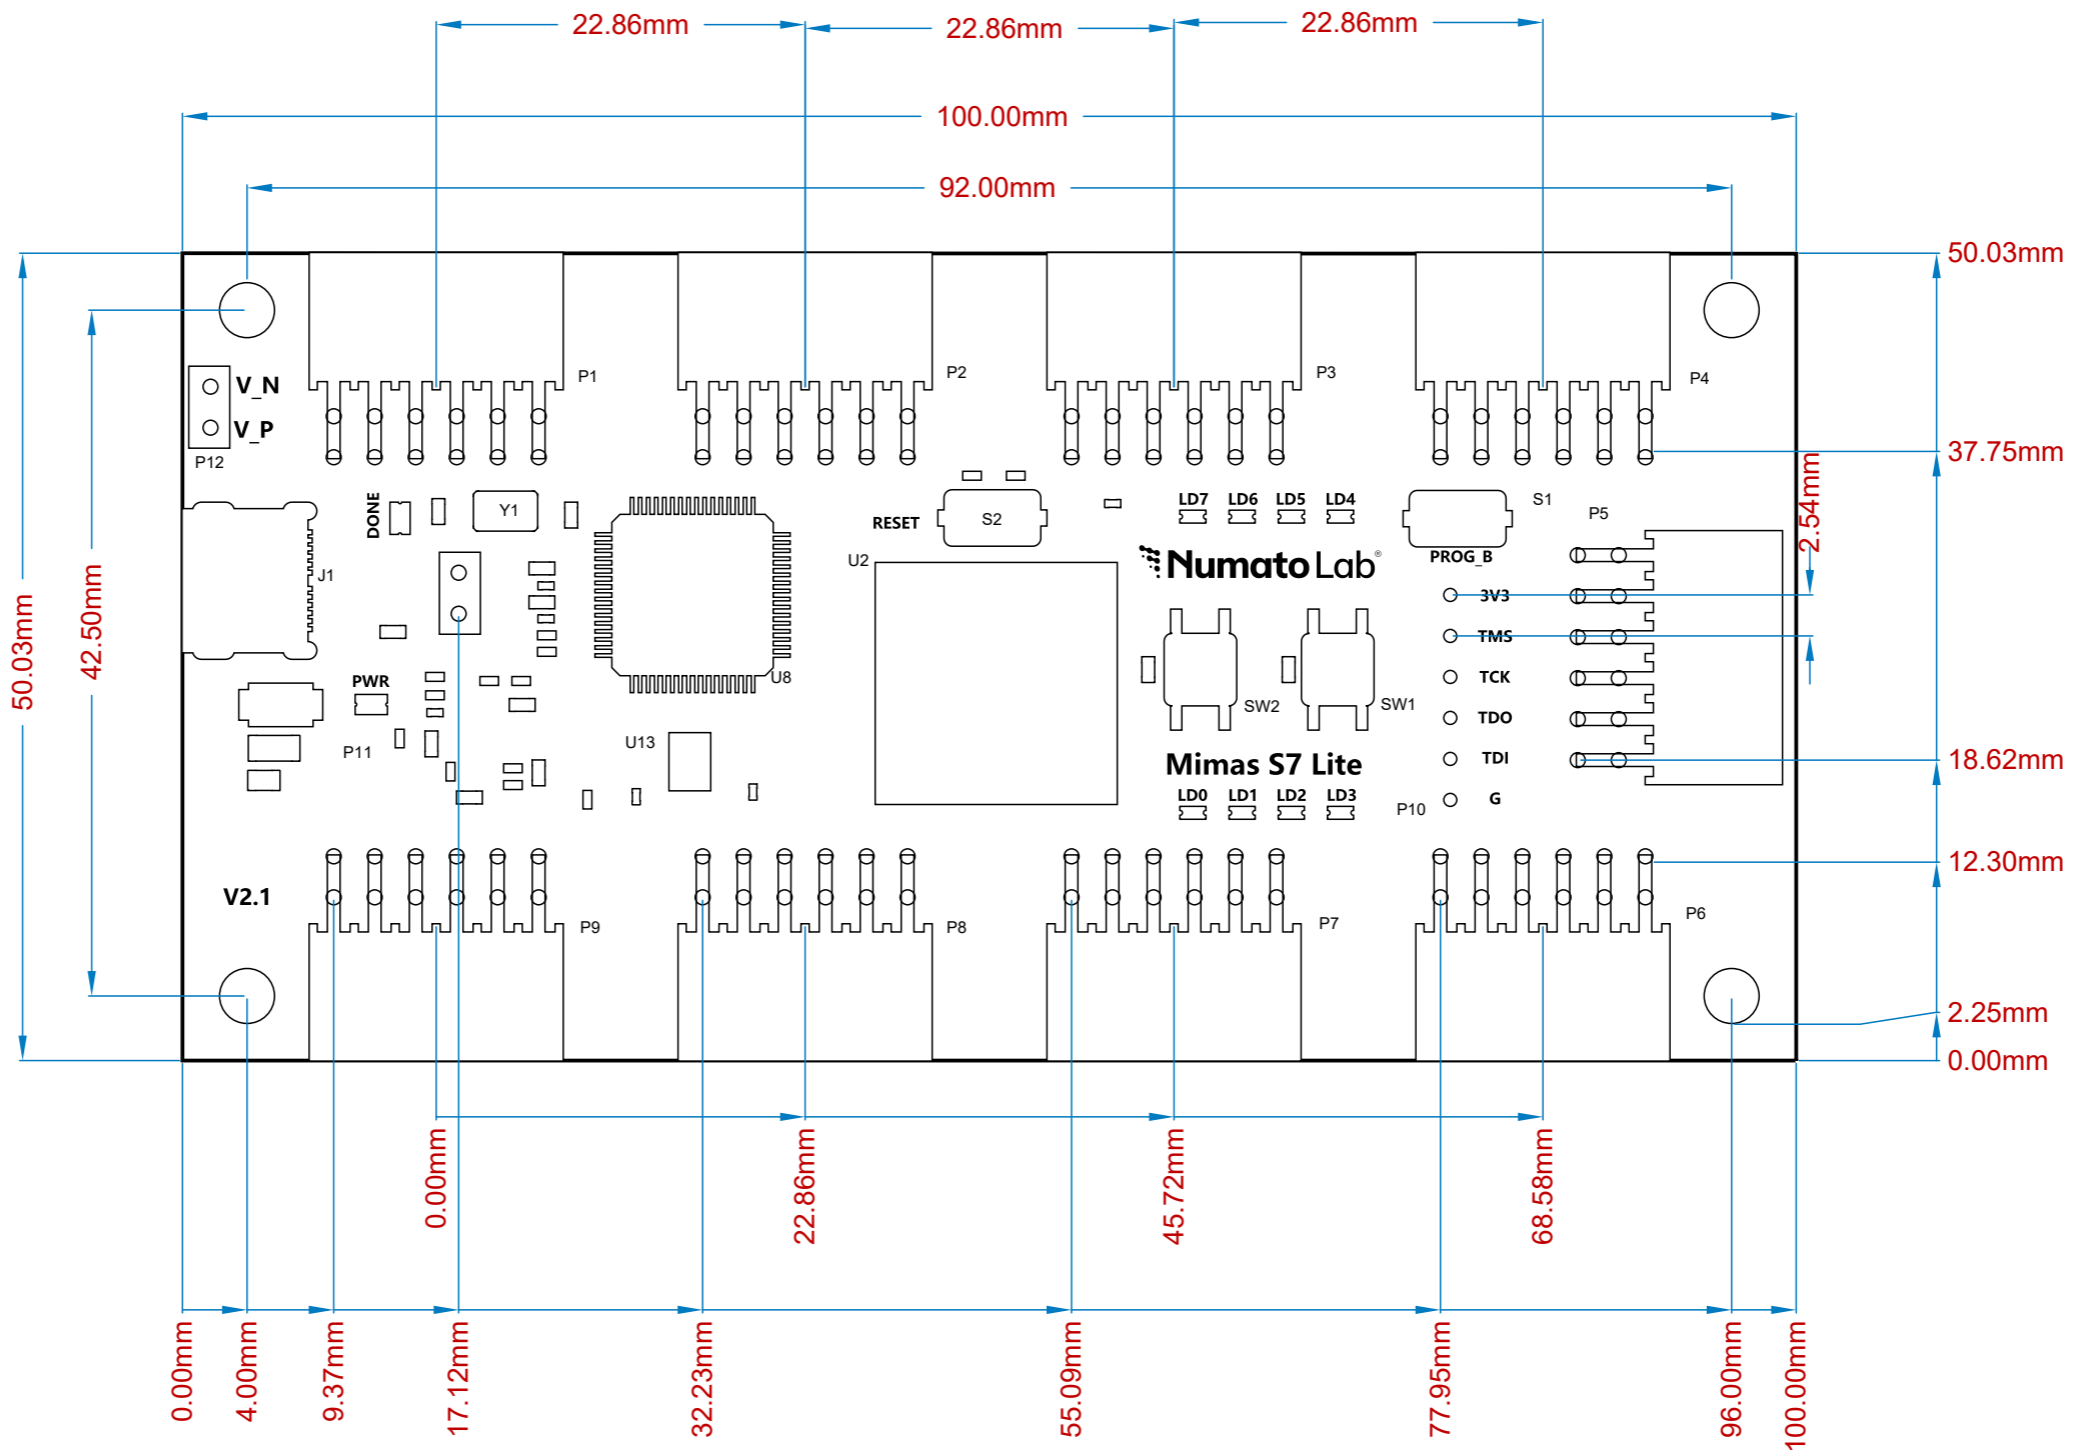 22.86mm
22.86mm
22.86mm
100.00mm
92.00mm
50.03mm
P1
P2
P3
P4
V_N
V_P
P12
37.75mm
DONE
Y1
RESET
S2
LD7 LD6 LD5 LD4
S1
P5
2.54mm
U2
NumatoLab®
PROG_B
J1
3V3
TMS
TCK
TDO
TDI
G
50.03mm
42.50mm
PWR
U8
SW2
SW1
P11
U13
Mimas S7 Lite
18.62mm
LD0 LD1 LD2 LD3
P10
12.30mm
V2.1
P9
P8
P7
P6
2.25mm
0.00mm
0.00mm
22.86mm
45.72mm
68.58mm
0.00mm
4.00mm
9.37mm
17.12mm
32.23mm
55.09mm
77.95mm
96.00mm
100.00mm